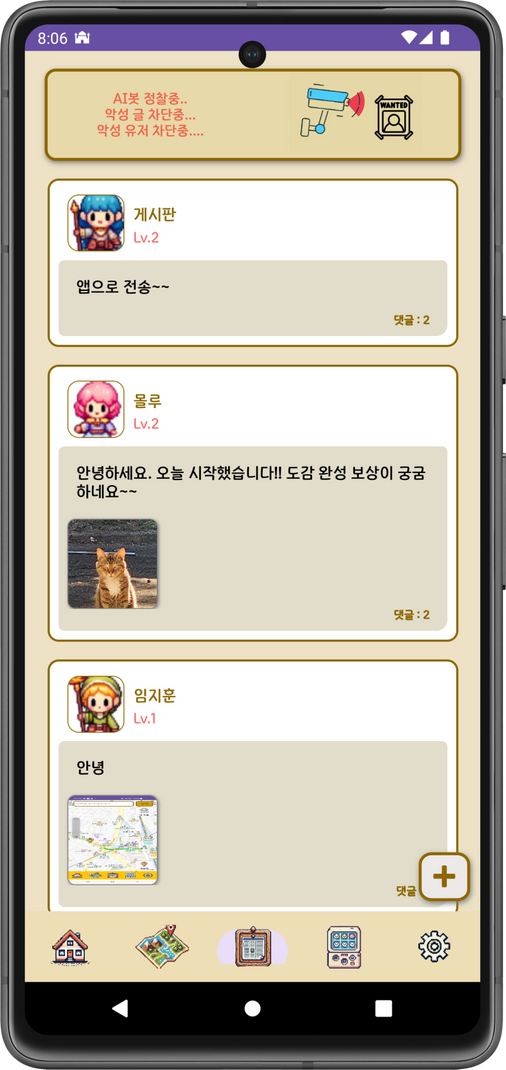 8:06
AI봇 정찰중..
악성 글 차단중...
악성 유저 차단중....
WANTED
게시판
Lv.2
앱으로 전송~~
댓글 : 2
몰루
Lv.2
안녕하세요. 오늘 시작했습니다!! 도감 완성 보상이 궁굼
하네요~~
댓글 : 2
임지훈
Lv.1
안녕
댓글